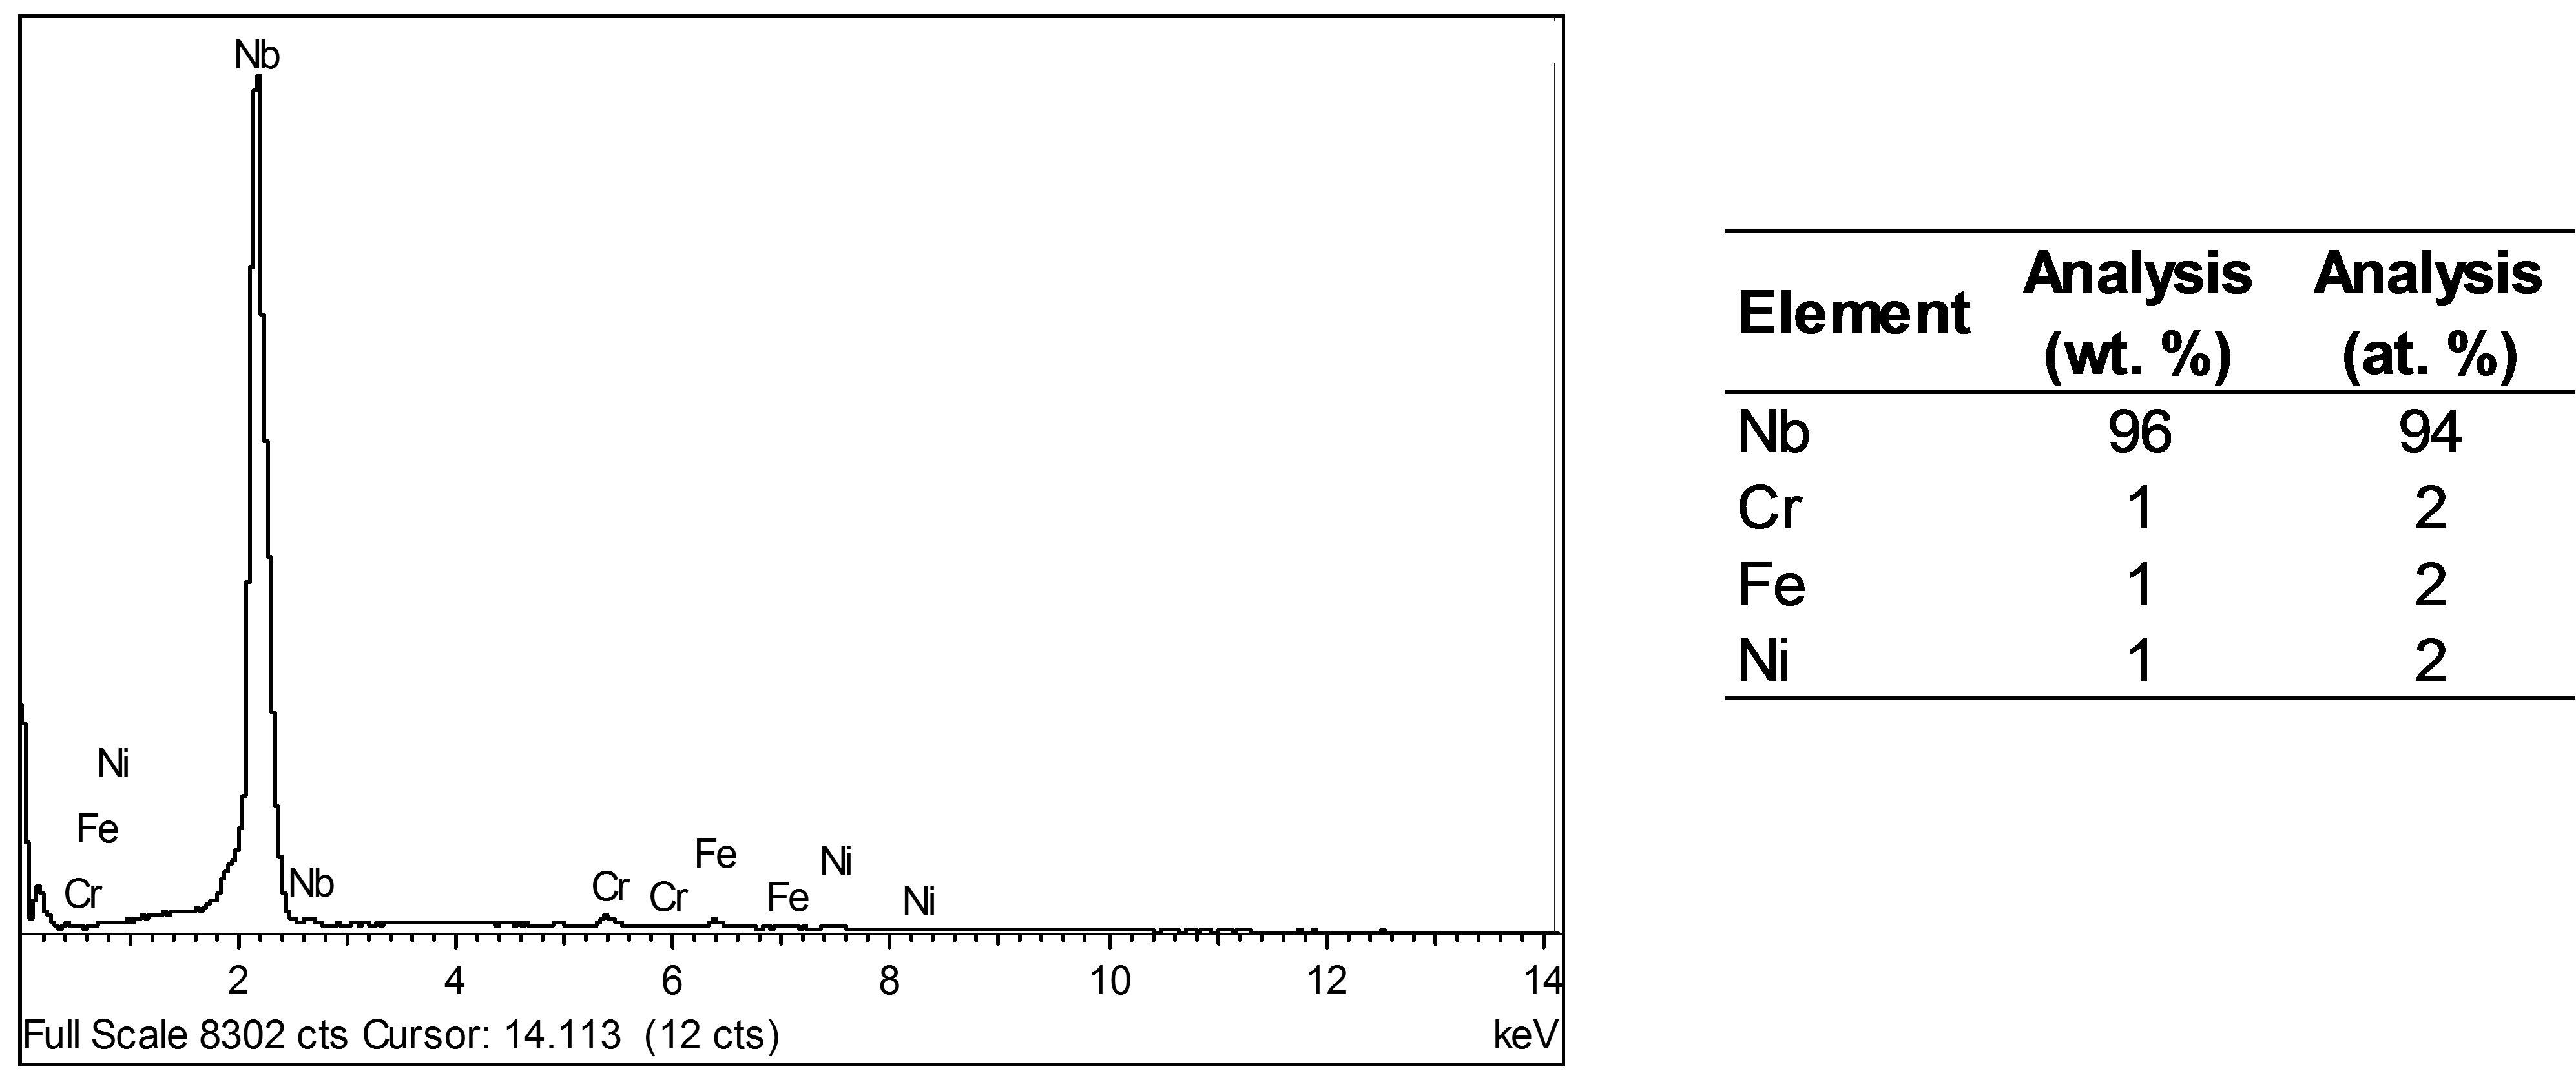 Nb
Ni
Fe
Cr
Nb
Cr
Cr
Fe
Fe
Ni
Ni
2 4 6 8 10 12 14
Full Scale 8302 cts Cursor: 14.113 (12 cts) keV
Element Analysis (wt. %) Analysis (at. %)
Nb 96 94
Cr 1 2
Fe 1 2
Ni 1 2